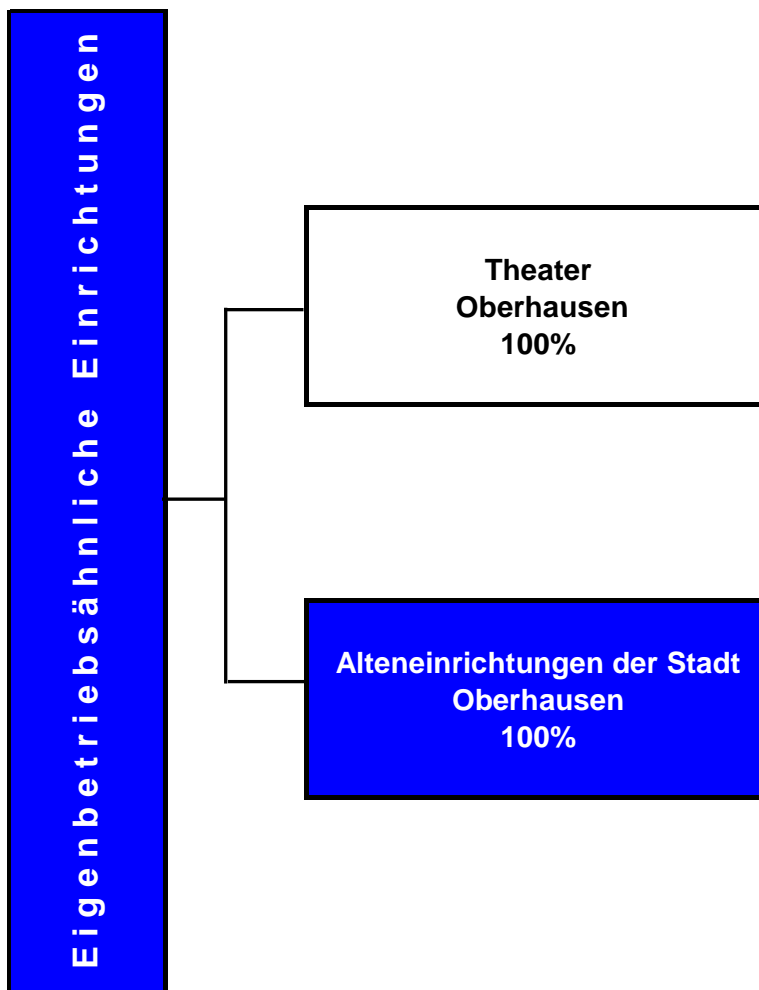 Eigenbetriebsähnliche Einrichtungen
Theater
Oberhausen
100%
Alteneinrichtungen der Stadt
Oberhausen
100%